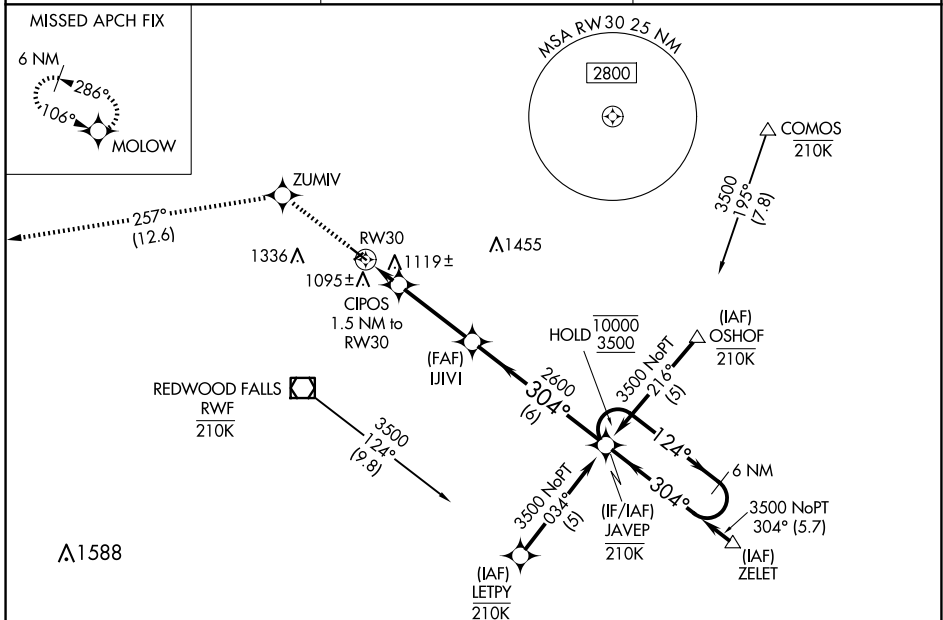 MISSED APCH FIX
6 NM
286°
106°
MOLOW
MSA RW30 25 NM
2800
COMOS
210K
3500
195°
(7.8)
ZUMIV
257°
(12.6)
RW30
1336
1119±
1455
1095±
CIPOS
1.5 NM to
RW30
(FAF)
IJIVI
HOLD
10000
3500
(IAF)
OSHOF
210K
3500 NoPT
216°
(5)
REDWOOD FALLS
RWF
210K
2600
304°
(6)
3500
124°
(9.8)
124°
6 NM
304°
3500 NoPT
304° (5.7)
3500 NoPT
034°
(5)
(IF/IAF)
JAVEP
210K
(IAF)
ZELET
1588
(IAF)
LETPY
210K